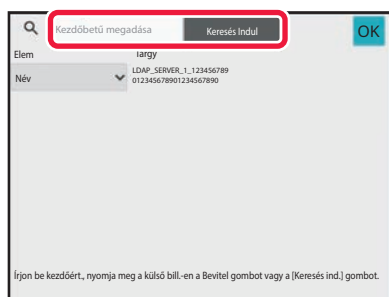 Kezdőbetű megadása
Keresés Indul
OK
Elem
Tárgy
Név
LDAP_SERVER_1_123456789
012345678901234567890
Írjon be kezdőért., nyomja meg a külső bill.-en a Bevitel gombot vagy a [Keresés ind.] gombot.